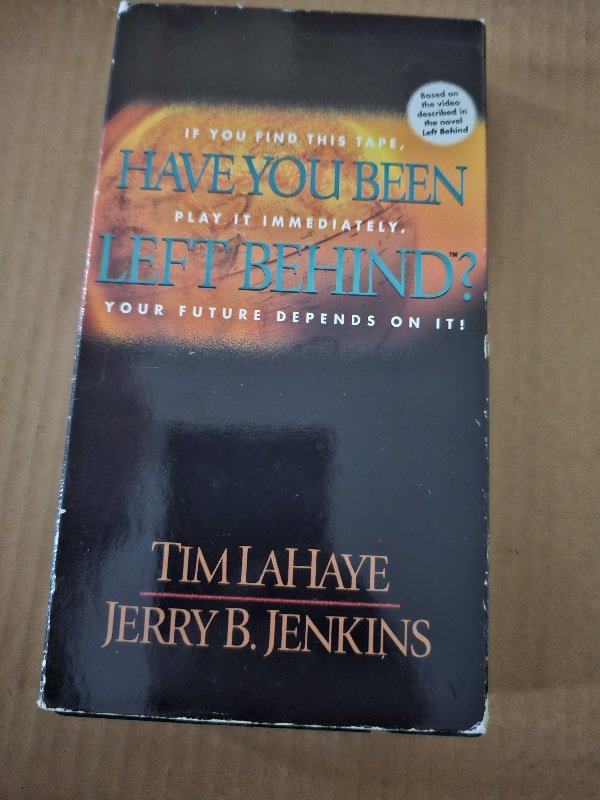 Based on
the video
described in
the novel
Left Behind
IF YOU FIND THIS TAPE,
HAVE YOU BEEN
PLAY IT IMMEDIATELY,
LEFT BEHIND™?
YOUR FUTURE DEPENDS ON IT!
TIM LAHAYE
JERRY B. JENKINS